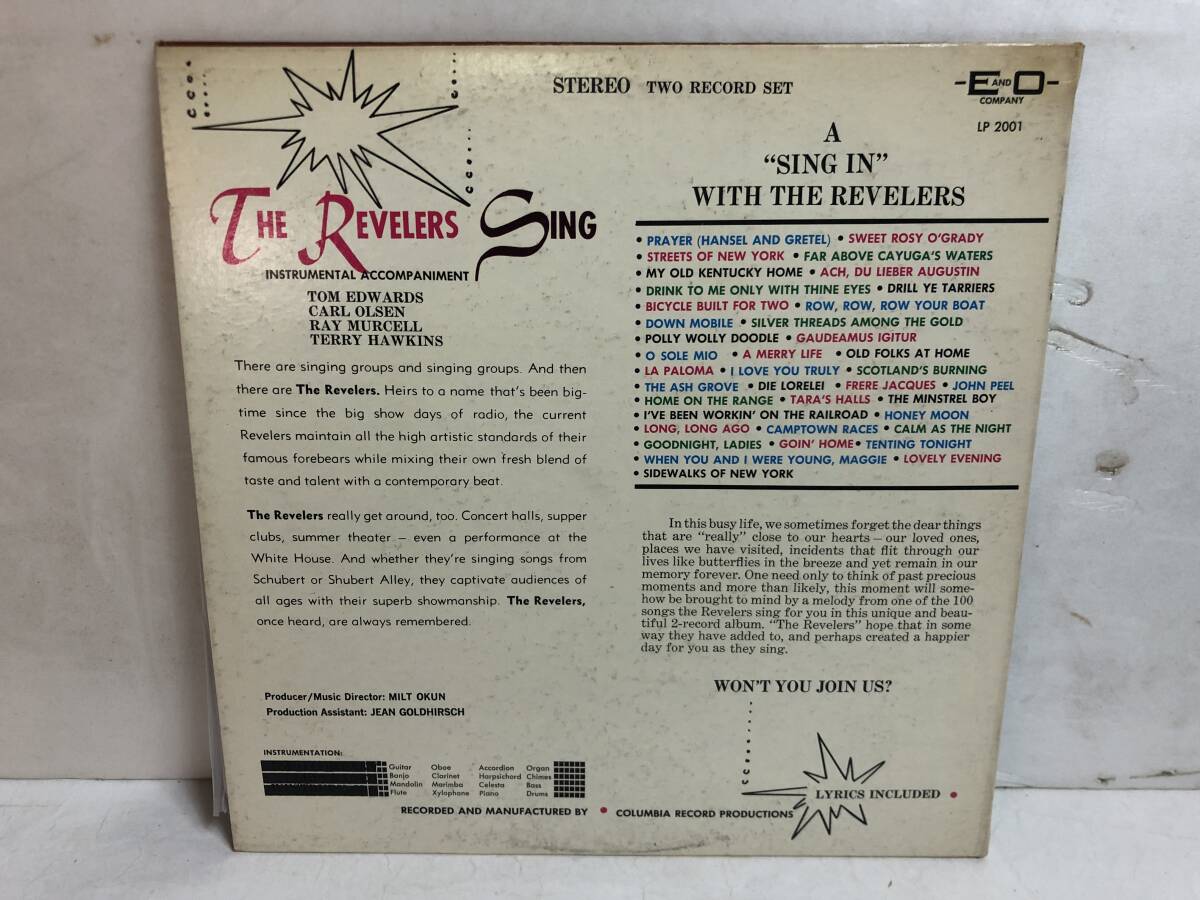 STEREO TWO RECORD SET
-E AND O-
COMPANY
LP 2001
THE REVELERS SING
INSTRUMENTAL ACCOMPANIMENT
TOM EDWARDS
CARL OLSEN
RAY MURCELL
TERRY HAWKINS
There are singing groups and singing groups. And then
there are The Revelers. Heirs to a name that's been big-
time since the big show days of radio, the current
Revelers maintain all the high artistic standards of their
famous forebears while mixing their own fresh blend of
taste and talent with a contemporary beat.
The Revelers really get around, too. Concert halls, supper
clubs, summer theater – even a performance at the
White House. And whether they're singing songs from
Schubert or Shubert Alley, they captivate audiences of
all ages with their superb showmanship. The Revelers,
once heard, are always remembered.
Producer/Music Director: MILT OKUN
Production Assistant: JEAN GOLDHIRSCH
INSTRUMENTATION:
Guitar Oboe Accordion Organ
Banjo Clarinet Harpsichord Chimes
Mandolin Marimba Celesta Bass
Flute Xylophone Piano Drums
A
“SING IN”
WITH THE REVELERS
• PRAYER (HANSEL AND GRETEL) • SWEET ROSY O'GRADY
• STREETS OF NEW YORK • FAR ABOVE CAYUGA'S WATERS
• MY OLD KENTUCKY HOME • ACH, DU LIEBER AUGUSTIN
• DRINK TO ME ONLY WITH THINE EYES • DRILL YE TARRIERS
• BICYCLE BUILT FOR TWO • ROW, ROW, ROW YOUR BOAT
• DOWN MOBILE • SILVER THREADS AMONG THE GOLD
• POLLY WOLLY DOODLE • GAUDEAMUS IGITUR
• O SOLE MIO • A MERRY LIFE • OLD FOLKS AT HOME
• LA PALOMA • I LOVE YOU TRULY • SCOTLAND'S BURNING
• THE ASH GROVE • DIE LORELEI • FRERE JACQUES • JOHN PEEL
• HOME ON THE RANGE • TARA'S HALLS • THE MINSTREL BOY
• I'VE BEEN WORKIN' ON THE RAILROAD • HONEY MOON
• LONG, LONG AGO • CAMPTOWN RACES • CALM AS THE NIGHT
• GOODNIGHT, LADIES • GOIN' HOME • TENTING TONIGHT
• WHEN YOU AND I WERE YOUNG, MAGGIE • LOVELY EVENING
• SIDEWALKS OF NEW YORK
In this busy life, we sometimes forget the dear things
that are “really” close to our hearts – our loved ones,
places we have visited, incidents that flit through our
lives like butterflies in the breeze and yet remain in our
memory forever. One need only to think of past precious
moments and more than likely, this moment will some-
how be brought to mind by a melody from one of the 100
songs the Revelers sing for you in this unique and beau-
tiful 2-record album. “The Revelers” hope that in some
way they have added to, and perhaps created a happier
day for you as they sing.
WON'T YOU JOIN US?
LYRICS INCLUDED •
RECORDED AND MANUFACTURED BY • COLUMBIA RECORD PRODUCTIONS